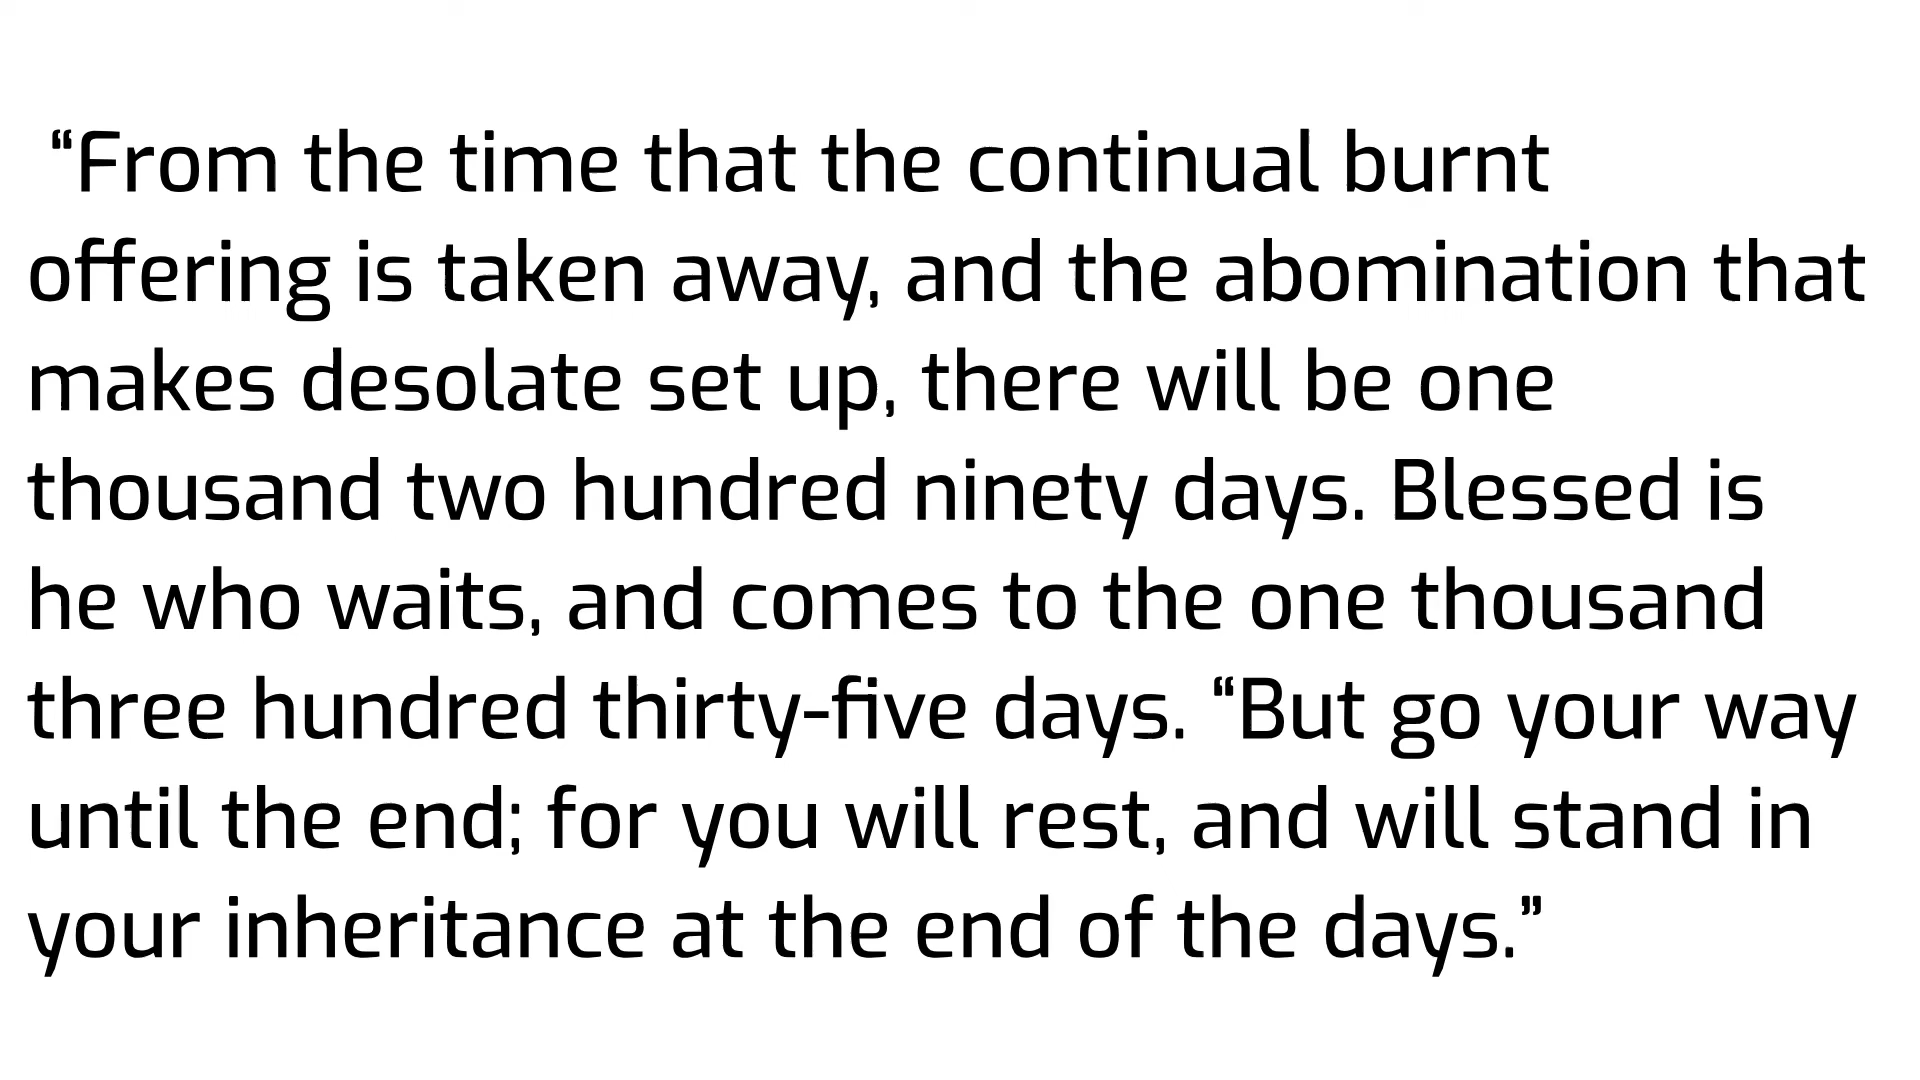 “From the time that the continual burnt
offering is taken away, and the abomination that
makes desolate set up, there will be one
thousand two hundred ninety days. Blessed is
he who waits, and comes to the one thousand
three hundred thirty-five days. “But go your way
until the end; for you will rest, and will stand in
your inheritance at the end of the days.”